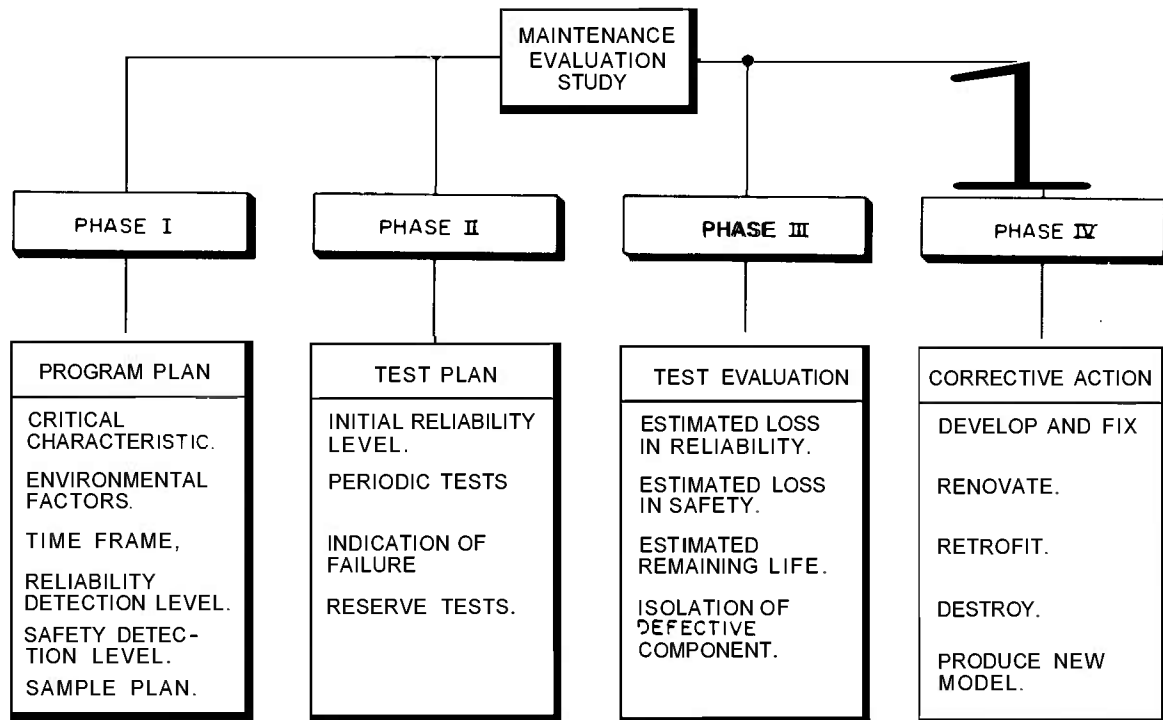 MAINTENANCE
EVALUATION
STUDY
PHASE I
PHASE II
PHASE III
PHASE IV
PROGRAM PLAN
CRITICAL
CHARACTERISTIC.
ENVIRONMENTAL
FACTORS.
TIME FRAME,
RELIABILITY
DETECTION LEVEL.
SAFETY DETEC-
TION LEVEL.
SAMPLE PLAN.
TEST PLAN
INITIAL RELIABILITY
LEVEL.
PERIODIC TESTS
INDICATION OF
FAILURE
RESERVE TESTS.
TEST EVALUATION
ESTIMATED LOSS
IN RELIABILITY.
ESTIMATED LOSS
IN SAFETY.
ESTIMATED
REMAINING LIFE.
ISOLATION OF
DEFECTIVE
COMPONENT.
CORRECTIVE ACTION
DEVELOP AND FIX
RENOVATE.
RETROFIT.
DESTROY.
PRODUCE NEW
MODEL.